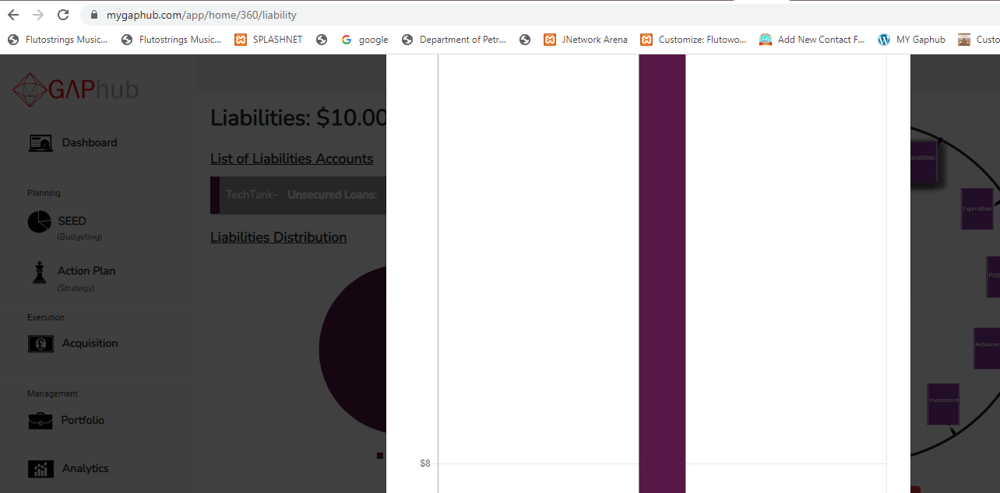 mygaphub.com/app/home/360/liability
Flutostrings Music... Flutostrings Music... SPLASHNET google Department of Petr... JNetwork Arena Customize: Flutowo... Add New Contact F... MY Gaphub Custo
GΛPhub
Liabilities: $10.00
Dashboard
List of Liabilities Accounts
TechTank– Unsecured Loans:
Liabilities Distribution
Planning
SEED
(Budgeting)
Action Plan
(Strategy)
Execution
Acquisition
Management
Portfolio
Analytics
$8
iabilities
Expenditure
Prot
Retireme
Investment